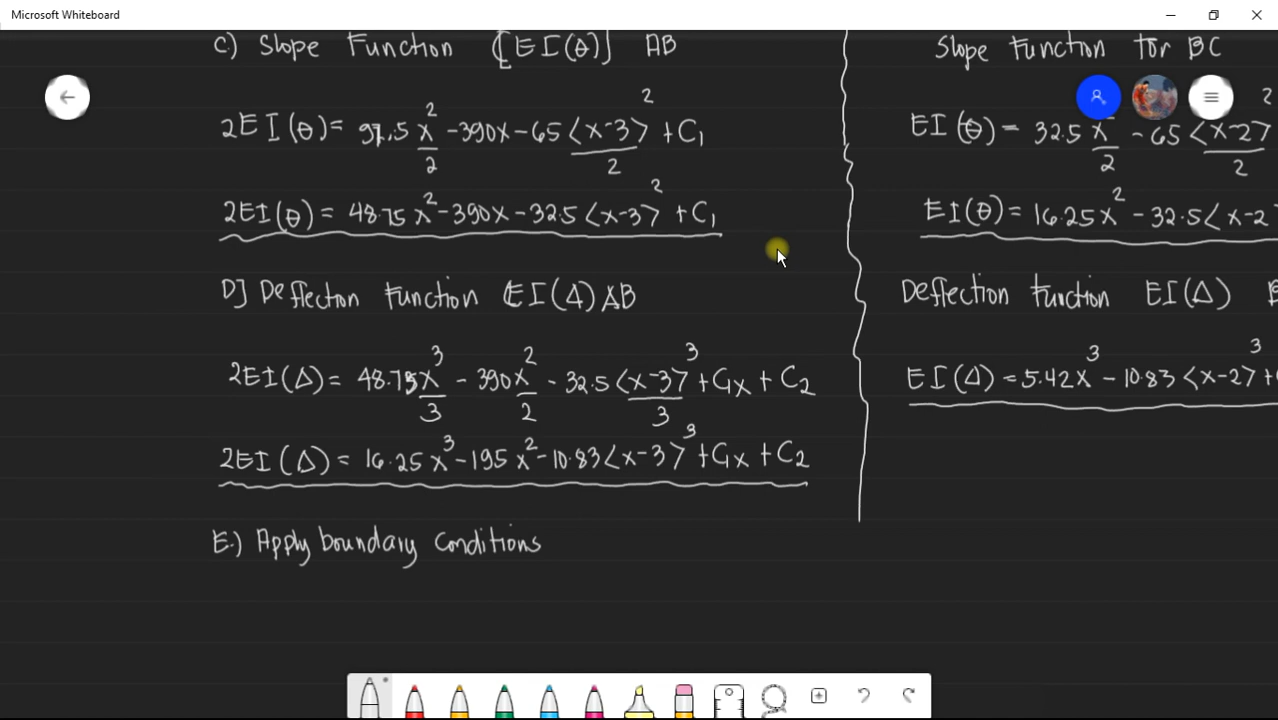 Microsoft Whiteboard
C.) Slope Function [EI(θ)] AB
2EI(θ) = 97.5 x²/2 - 390x - 65 <x-3>²/2 + C₁
2EI(θ) = 48.75x² - 390x - 32.5 <x-3>² + C₁
D] Deflection Function EI(Δ) AB
2EI(Δ) = 48.75x³/3 - 390x²/2 - 32.5 <x-3>³/3 + C₁x + C₂
2EI(Δ) = 16.25x³ - 195x² - 10.83 <x-3>³ + C₁x + C₂
E.) Apply boundary conditions
Slope Function for BC
EI(θ) = 32.5 x²/2 - 65 <x-2>²/2
EI(θ) = 16.25x² - 32.5 <x-2
Deflection Function EI(Δ)
EI(Δ) = 5.42x³ - 10.83 <x-2>³ +